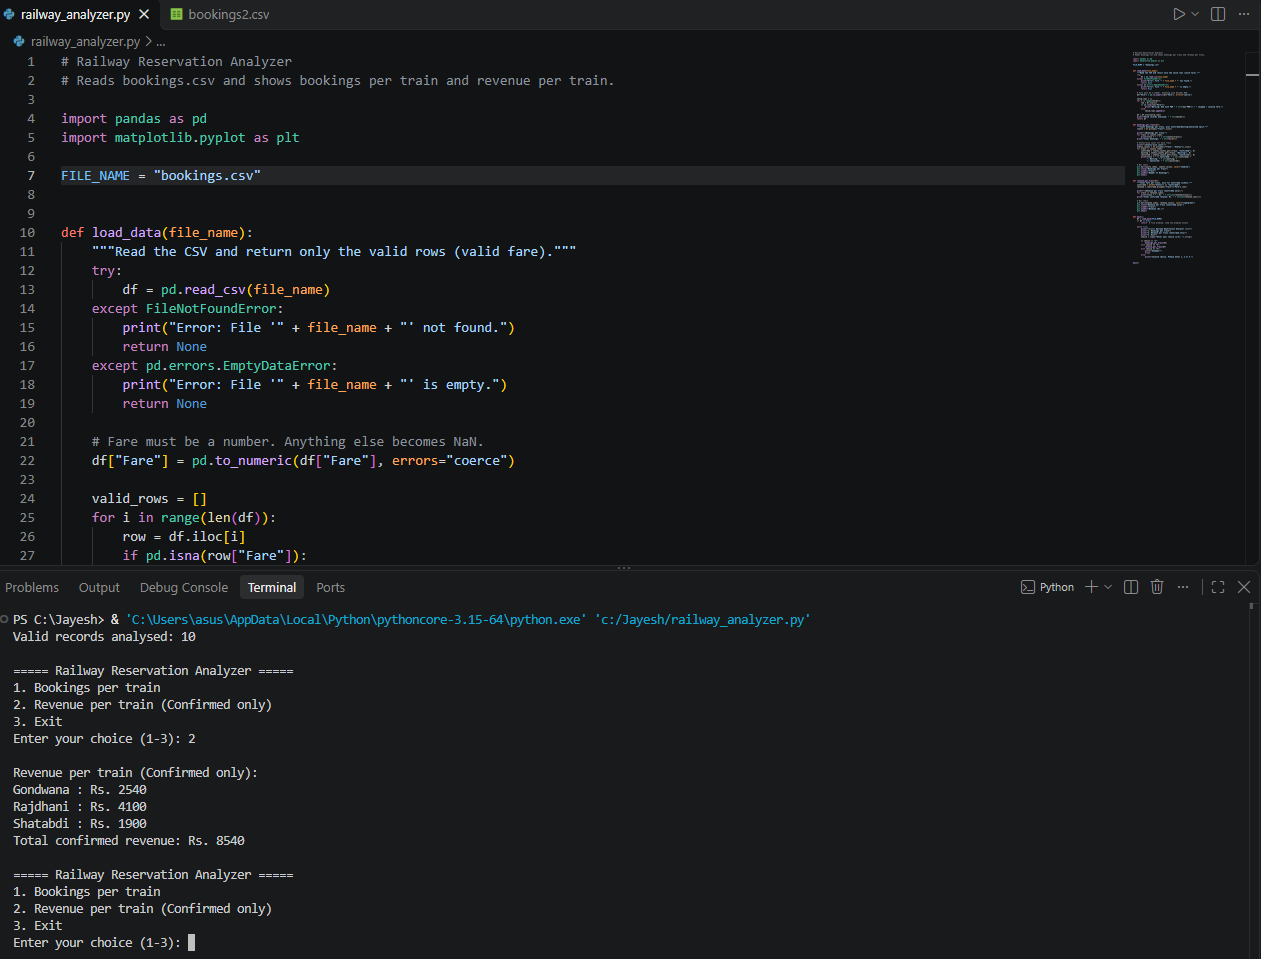 railway_analyzer.py
bookings2.csv
railway_analyzer.py > ...
1 # Railway Reservation Analyzer
2 # Reads bookings.csv and shows bookings per train and revenue per train.
3
4 import pandas as pd
5 import matplotlib.pyplot as plt
6
7 FILE_NAME = "bookings.csv"
8
9
10 def load_data(file_name):
11     """Read the CSV and return only the valid rows (valid fare)."""
12     try:
13         df = pd.read_csv(file_name)
14     except FileNotFoundError:
15         print("Error: File '" + file_name + "' not found.")
16         return None
17     except pd.errors.EmptyDataError:
18         print("Error: File '" + file_name + "' is empty.")
19         return None
20
21     # Fare must be a number. Anything else becomes NaN.
22     df["Fare"] = pd.to_numeric(df["Fare"], errors="coerce")
23
24     valid_rows = []
25     for i in range(len(df)):
26         row = df.iloc[i]
27         if pd.isna(row["Fare"]):
Problems Output Debug Console Terminal Ports Python
PS C:\Jayesh> & 'C:\Users\asus\AppData\Local\Python\pythoncore-3.15-64\python.exe' 'c:/Jayesh/railway_analyzer.py'
Valid records analysed: 10

===== Railway Reservation Analyzer =====
1. Bookings per train
2. Revenue per train (Confirmed only)
3. Exit
Enter your choice (1-3): 2

Revenue per train (Confirmed only):
Gondwana : Rs. 2540
Rajdhani : Rs. 4100
Shatabdi : Rs. 1900
Total confirmed revenue: Rs. 8540

===== Railway Reservation Analyzer =====
1. Bookings per train
2. Revenue per train (Confirmed only)
3. Exit
Enter your choice (1-3):